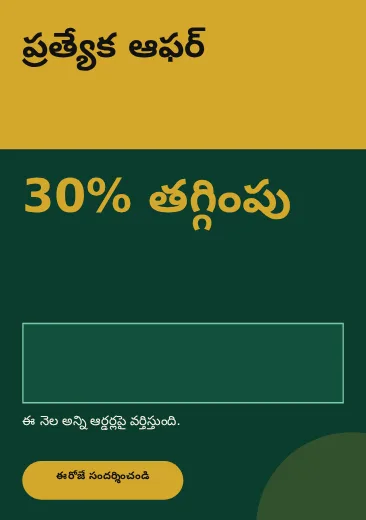 ప్రత్యేక ఆఫర్
30% తగ్గింపు
ఈ నెల అన్ని ఆర్డర్లపై వర్తిస్తుంది.
ఈరోజే సందర్శించండి